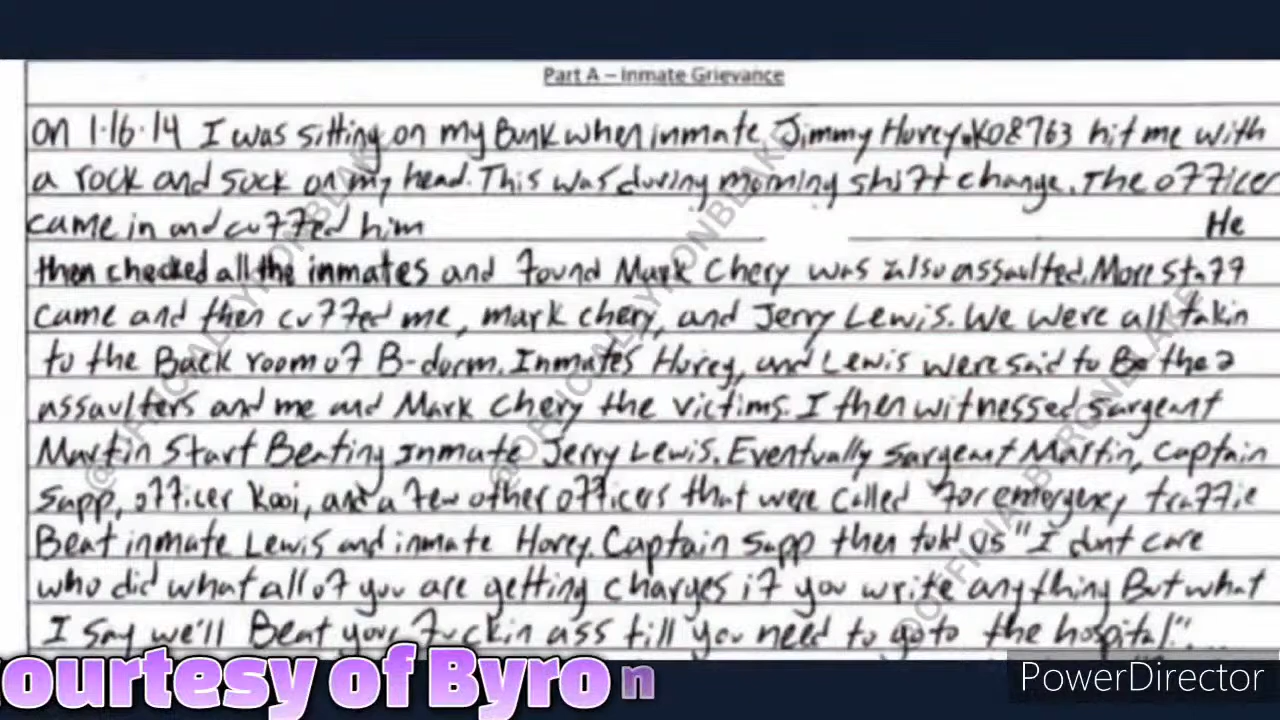 Part A – Inmate Grievance
on 1.16.14 I was sitting on my Bunk when inmate Jimmy Horey K08763 hit me with
a rock and sock on my head. This was during morning shift change. The officer
came in and cuffed him He
then checked all the inmates and found Mark Chery was also assaulted. More staff
came and then cuffed me, mark chery, and Jerry Lewis. We were all takin
to the Back room of B-dorm. Inmates Horey, and Lewis were said to Be the 2
assaulters and me and Mark Chery the victims. I then witnessed sargeant
Martin Start Beating Inmate Jerry Lewis. Eventually sargeant Martin, Captain
Sapp, officer Kooi, and a few other officers that were called for emergency traffic
Beat inmate Lewis and inmate Horey. Captain Sapp then told us "I dont care
who did what all of you are getting charges if you write anything But what
I say we'll Beat your fuckin ass till you need to go to the hospital."
ourtesy of Byron
PowerDirector
@OFFICIALBYRONBLAKE